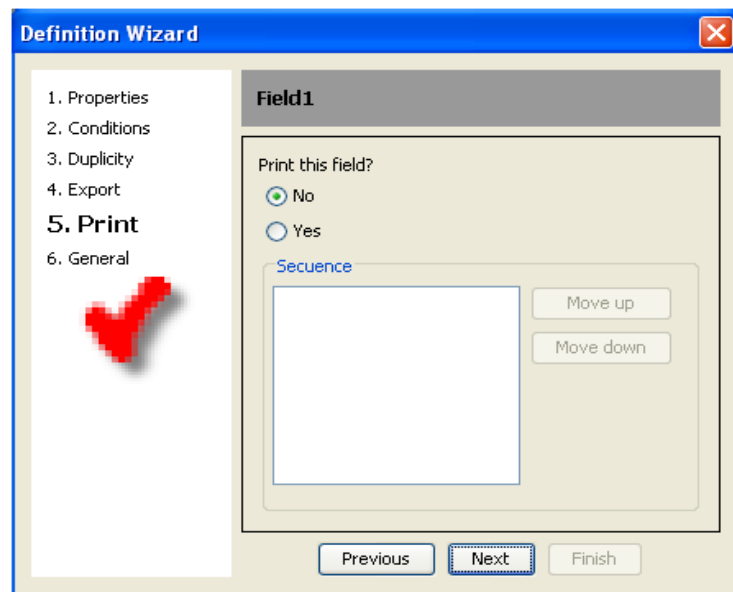 Definition Wizard
1. Properties
2. Conditions
3. Duplicity
4. Export
5. Print
6. General
Field1
Print this field?
No
Yes
Secuence
Move up
Move down
Previous
Next
Finish